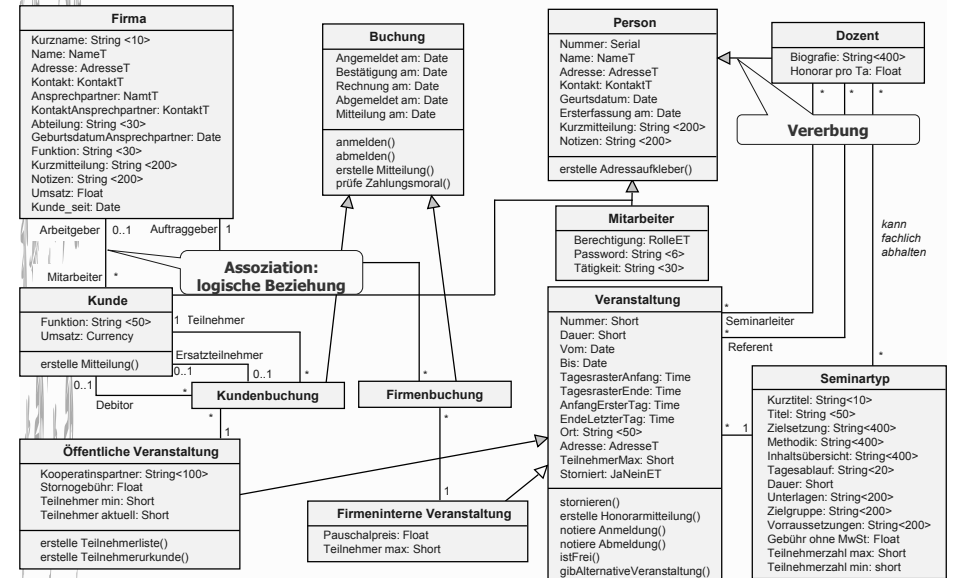 Firma
Kurzname: String <10>
Name: NameT
Adresse: AdresseT
Kontakt: KontaktT
Ansprechpartner: NamtT
KontaktAnsprechpartner: KontaktT
Abteilung: String <30>
GeburtsdatumAnsprechpartner: Date
Funktion: String <30>
Kurzmitteilung: String <200>
Notizen: String <200>
Umsatz: Float
Kunde_seit: Date
Buchung
Angemeldet am: Date
Bestätigung am: Date
Rechnung am: Date
Abgemeldet am: Date
Mitteilung am: Date
anmelden()
abmelden()
erstelle Mitteilung()
prüfe Zahlungsmoral()
Person
Nummer: Serial
Name: NameT
Adresse: AdresseT
Kontakt: KontaktT
Geurtsdatum: Date
Ersterfassung am: Date
Kurzmitteilung: String <200>
Notizen: String <200>
erstelle Adressaufkleber()
Dozent
Biografie: String<400>
Honorar pro Ta: Float
* * *
Vererbung
Mitarbeiter
Berechtigung: RolleET
Password: String <6>
Tätigkeit: String <30>
kann
fachlich
abhalten
Arbeitgeber 0..1 Auftraggeber 1
Assoziation:
logische Beziehung
Mitarbeiter *
Kunde
Funktion: String <50>
Umsatz: Currency
erstelle Mitteilung()
1 Teilnehmer
*
Ersatzteilnehmer
0..1 0..1
0..1
Debitor
*
Kundenbuchung
*
Firmenbuchung
*
*
1
Öffentliche Veranstaltung
Kooperatinspartner: String<100>
Stornogebühr: Float
Teilnehmer min: Short
Teilnehmer aktuell: Short
erstelle Teilnehmerliste()
erstelle Teilnehmerurkunde()
1
Firmeninterne Veranstaltung
Pauschalpreis: Float
Teilnehmer max: Short
Veranstaltung
Nummer: Short
Dauer: Short
Vom: Date
Bis: Date
TagesrasterAnfang: Time
TagesrasterEnde: Time
AnfangErsterTag: Time
EndeLetzterTag: Time
Ort: String <50>
Adresse: AdresseT
TeilnehmerMax: Short
Storniert: JaNeinET
stornieren()
erstelle Honorarmitteilung()
notiere Anmeldung()
notiere Abmeldung()
istFrei()
gibAlternativeVeranstaltung()
*
Seminarleiter
*
Referent
*
* 1
Seminartyp
Kurztitel: String<10>
Titel: String <50>
Zielsetzung: String<400>
Methodik: String<400>
Inhaltsübersicht: String<400>
Tagesablauf: String<20>
Dauer: Short
Unterlagen: String<200>
Zielgruppe: String<200>
Vorraussetzungen: String<200>
Gebühr ohne MwSt: Float
Teilnehmerzahl max: Short
Teilnehmerzahl min: short